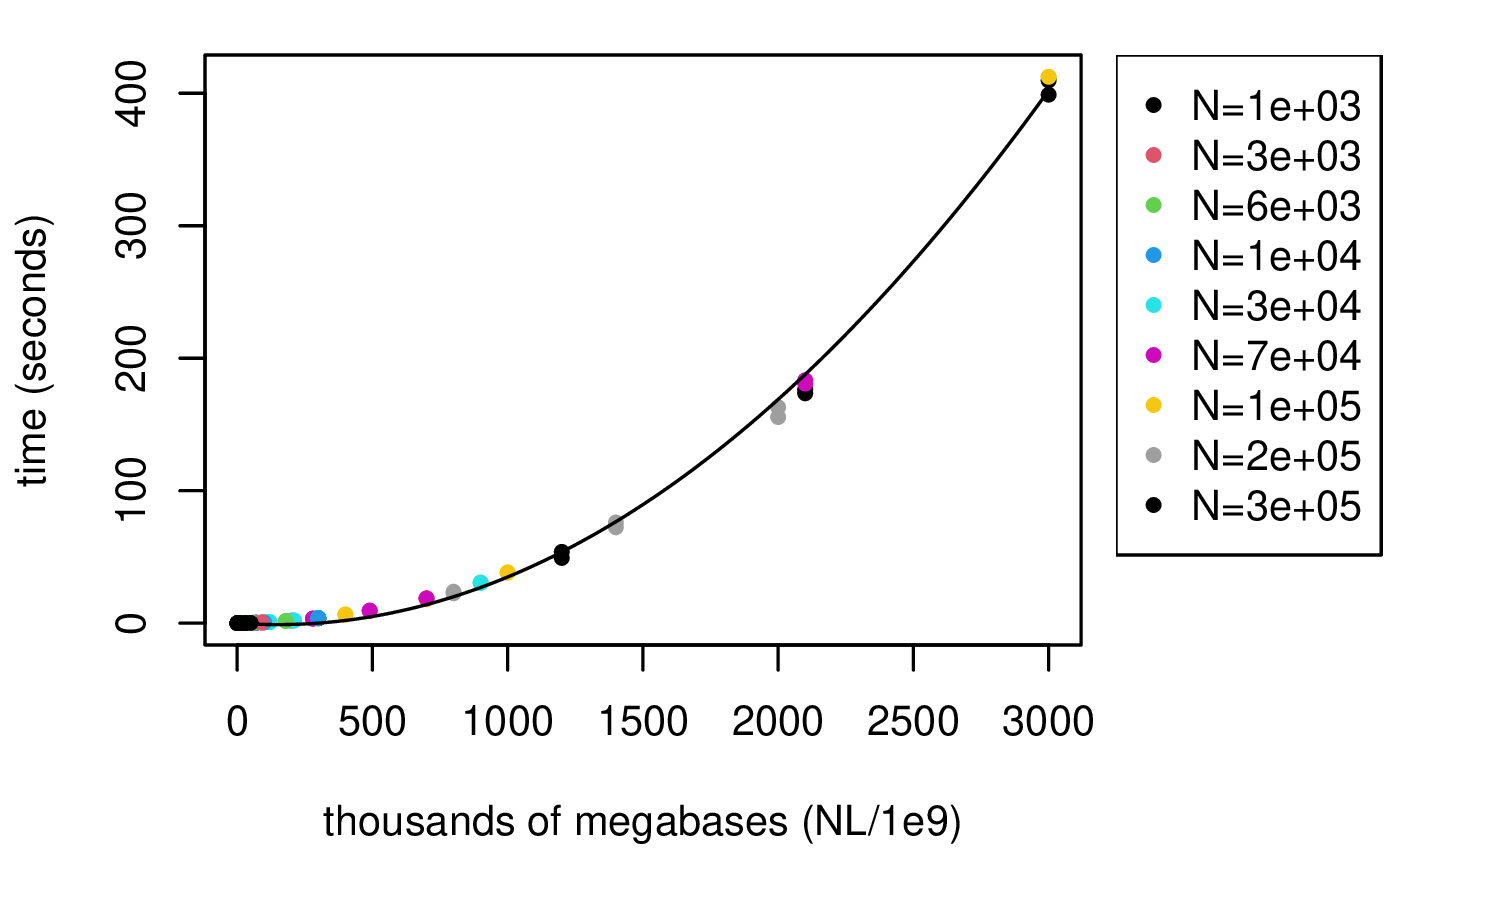 400
300
200
100
0
time (seconds)
0 500 1000 1500 2000 2500 3000
thousands of megabases (NL/1e9)
N=1e+03
N=3e+03
N=6e+03
N=1e+04
N=3e+04
N=7e+04
N=1e+05
N=2e+05
N=3e+05